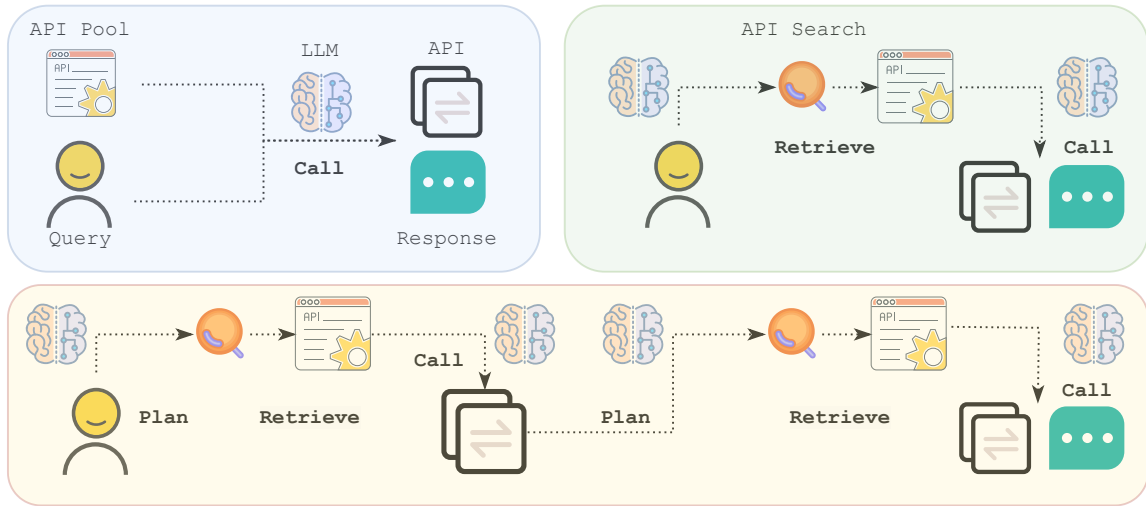 API Pool
API
LLM
API
Call
Query
Response
API Search
API
Retrieve
Call
API
Call
Plan
Retrieve
Plan
API
Retrieve
Call